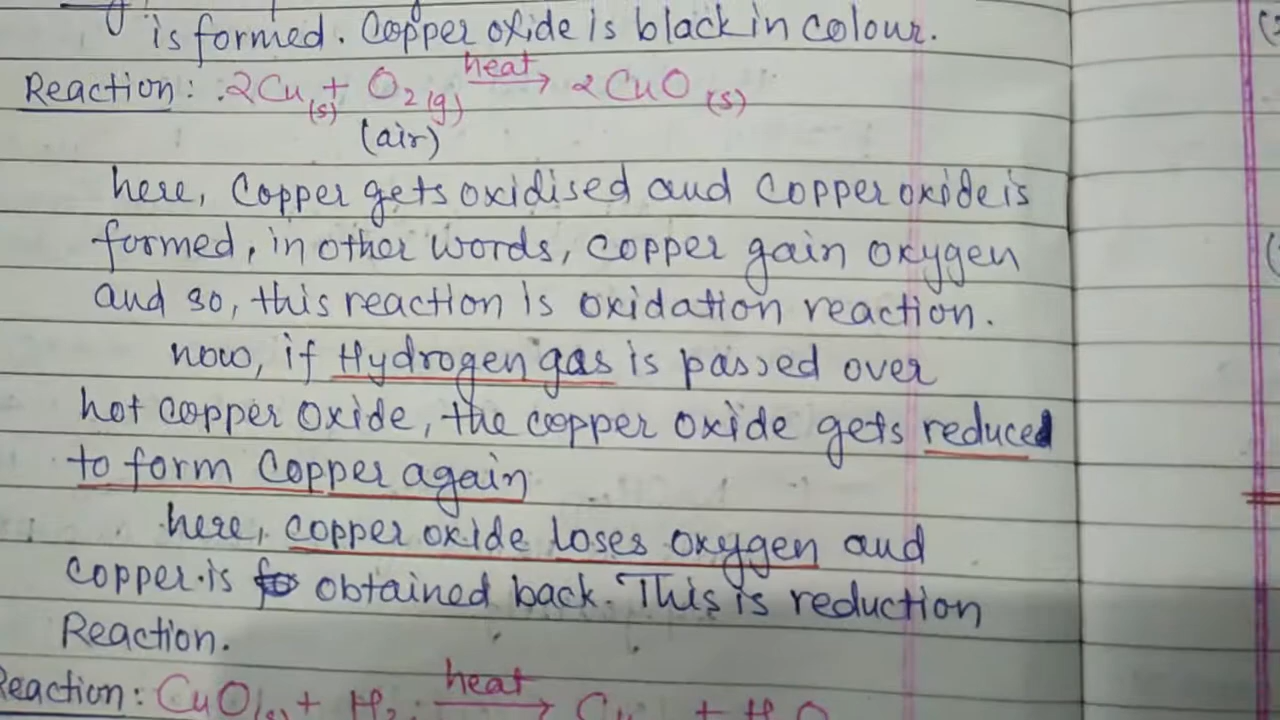 is formed. Copper oxide is black in colour.
Reaction: 2Cu(s) + O2(g) heat→ 2CuO(s)
(air)
here, Copper gets oxidised and Copper oxide is
formed, in other words, copper gain oxygen
and so, this reaction is oxidation reaction.
now, if Hydrogen gas is passed over
hot copper oxide, the copper oxide gets reduced
to form Copper again
here, copper oxide loses oxygen and
copper is obtained back. This is reduction
Reaction.
Reaction: CuO(s) + H2 heat→ Cu + H2O